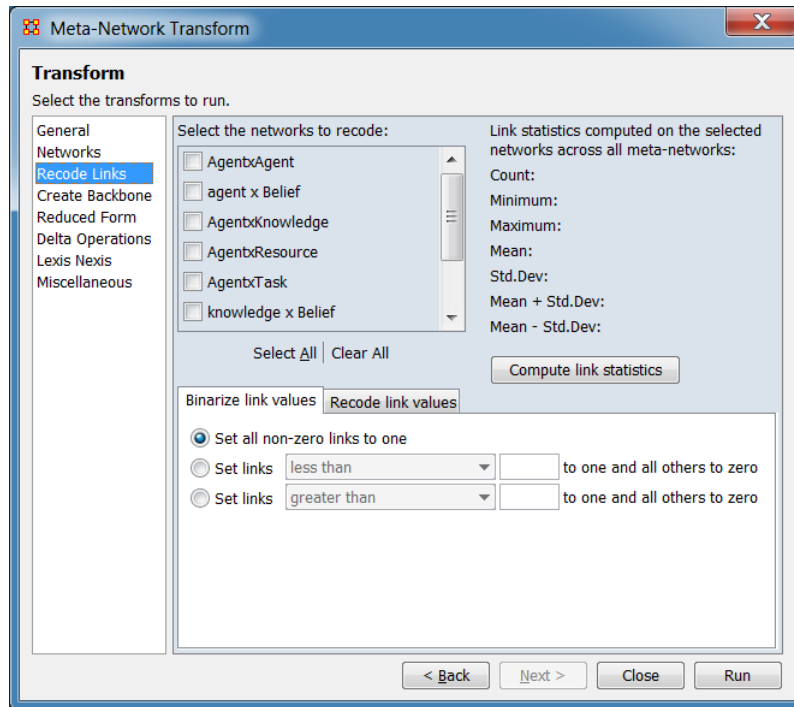 Meta-Network Transform
X
Transform
Select the transforms to run.
General
Networks
Recode Links
Create Backbone
Reduced Form
Delta Operations
Lexis Nexis
Miscellaneous
Select the networks to recode:
AgentxAgent
agent x Belief
AgentxKnowledge
AgentxResource
AgentxTask
knowledge x Belief
Select All | Clear All
Link statistics computed on the selected
networks across all meta-networks:
Count:
Minimum:
Maximum:
Mean:
Std.Dev:
Mean + Std.Dev:
Mean - Std.Dev:
Compute link statistics
Binarize link values Recode link values
Set all non-zero links to one
Set links less than to one and all others to zero
Set links greater than to one and all others to zero
< Back Next > Close Run